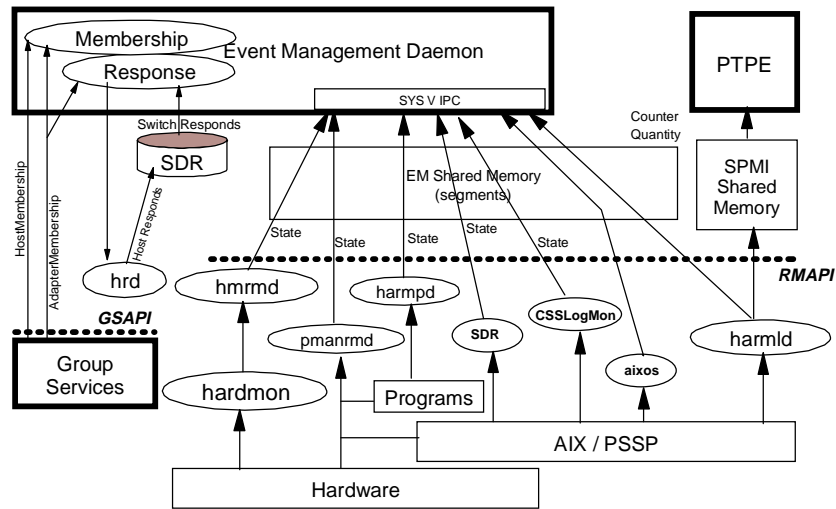 Membership
Event Management Daemon
Response
SYS V IPC
PTPE
Switch Responds
Counter
Quantity
SDR
EM Shared Memory
(segments)
SPMI
Shared
Memory
HostMembership
AdapterMembership
Host Responds
State
State
State
State
State
RMAPI
hrd
hmrmd
harmpd
GSAPI
pmanrmd
SDR
CSSLogMon
harmld
Group
Services
hardmon
Programs
aixos
AIX / PSSP
Hardware